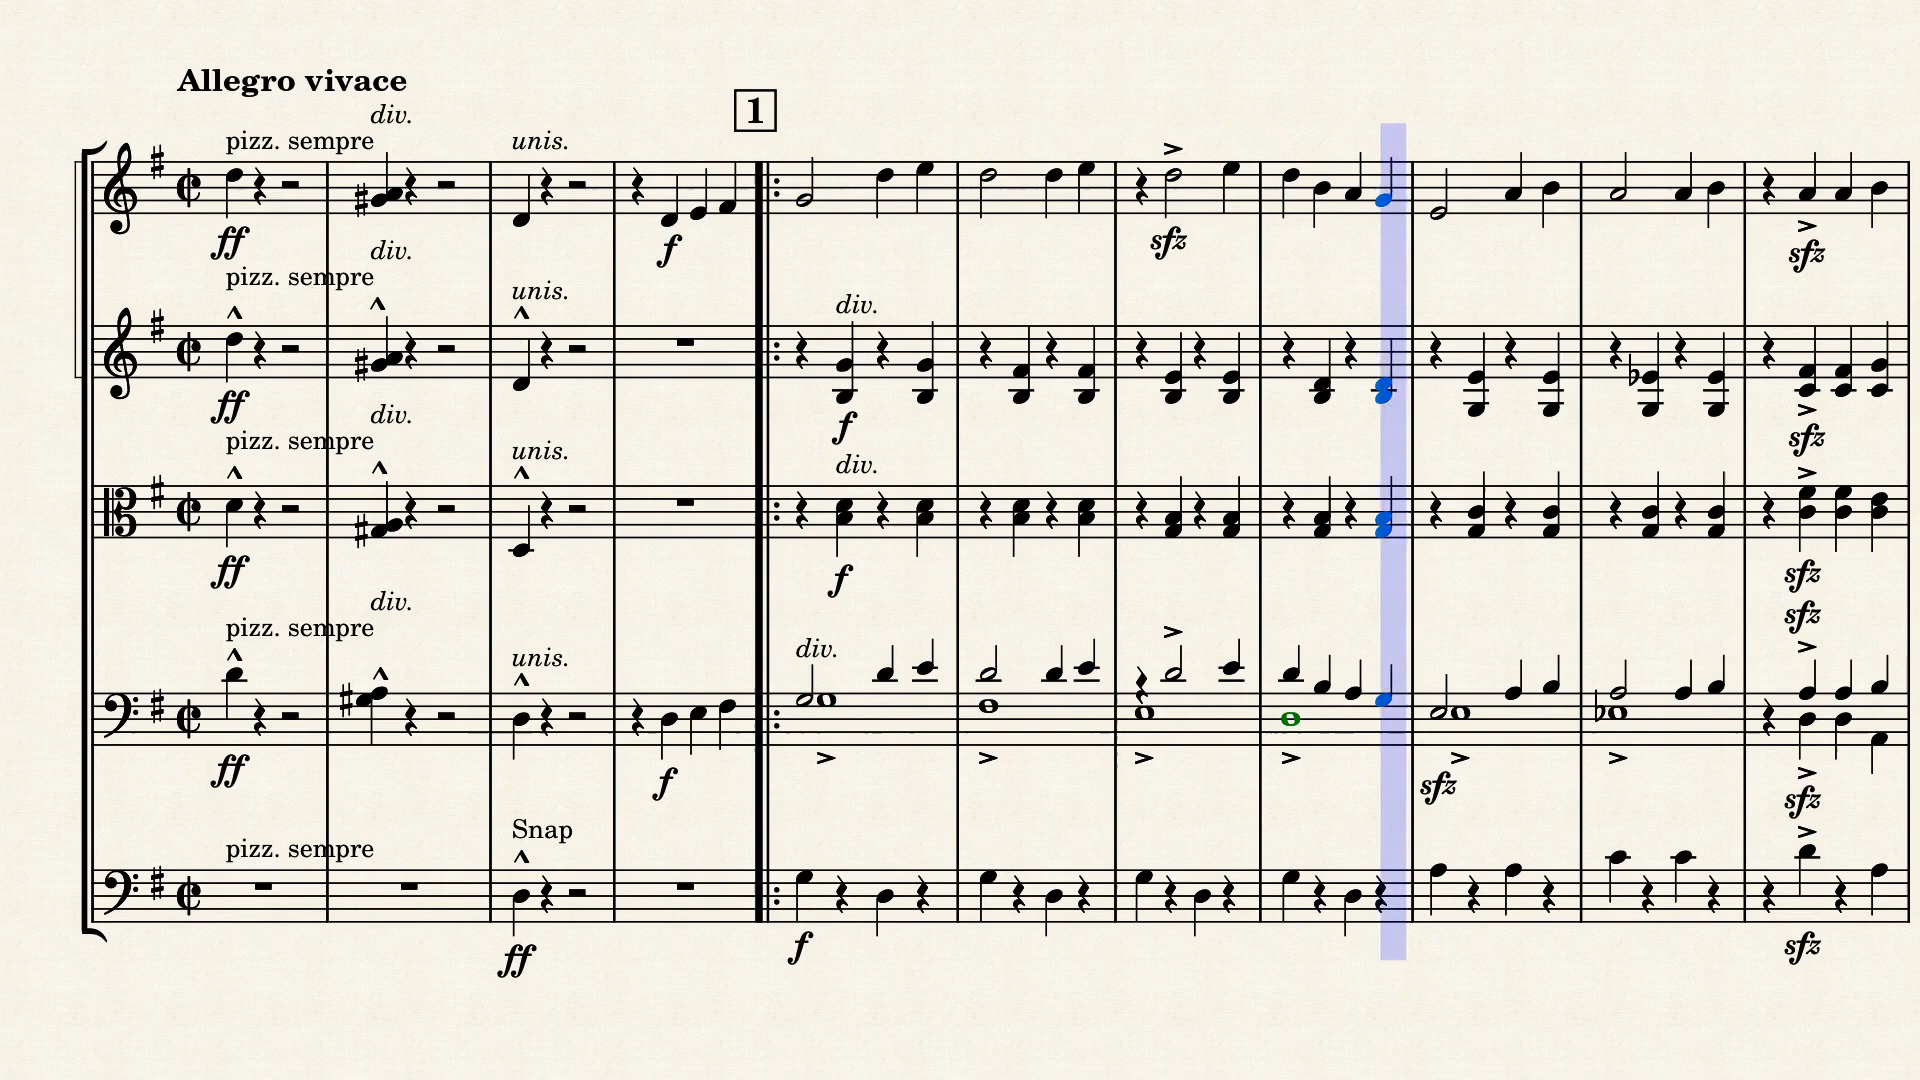 Allegro vivace
1
div.
pizz. sempre
unis.
ff
f
sfz
sfz
div.
pizz. sempre
unis.
div.
ff
f
sfz
div.
pizz. sempre
unis.
div.
ff
f
sfz
sfz
div.
pizz. sempre
unis.
div.
ff
f
sfz
sfz
Snap
pizz. sempre
ff
f
sfz